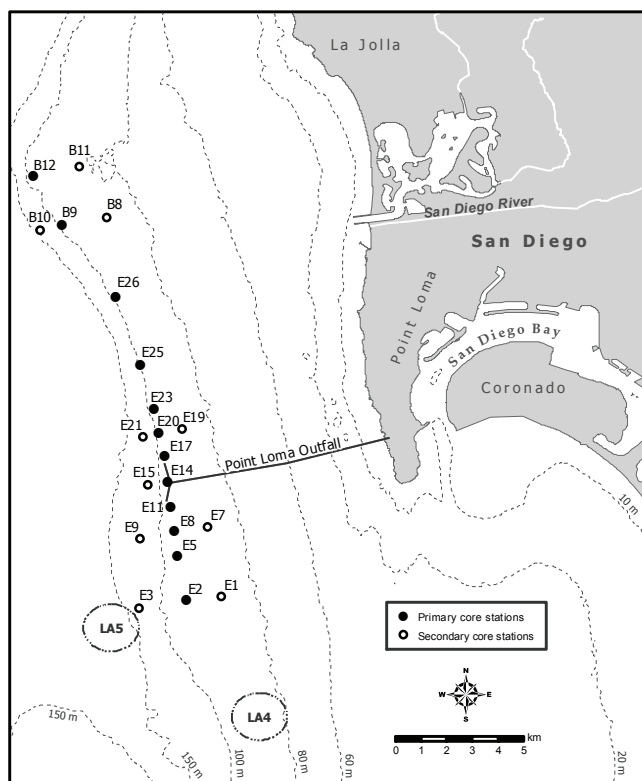 La Jolla
B11
B12
B8
B10
B9
San Diego River
San Diego
E26
Point Loma
San Diego Bay
E25
Coronado
E23
E19
E21
E20
E17
Point Loma Outfall
E15
E14
10 m
E11
E7
E9
E8
E5
E3
E2
E1
LA5
Primary core stations
Secondary core stations
LA4
N
W
E
S
150 m
150 m
100 m
80 m
60 m
20 m
km
0 1 2 3 4 5